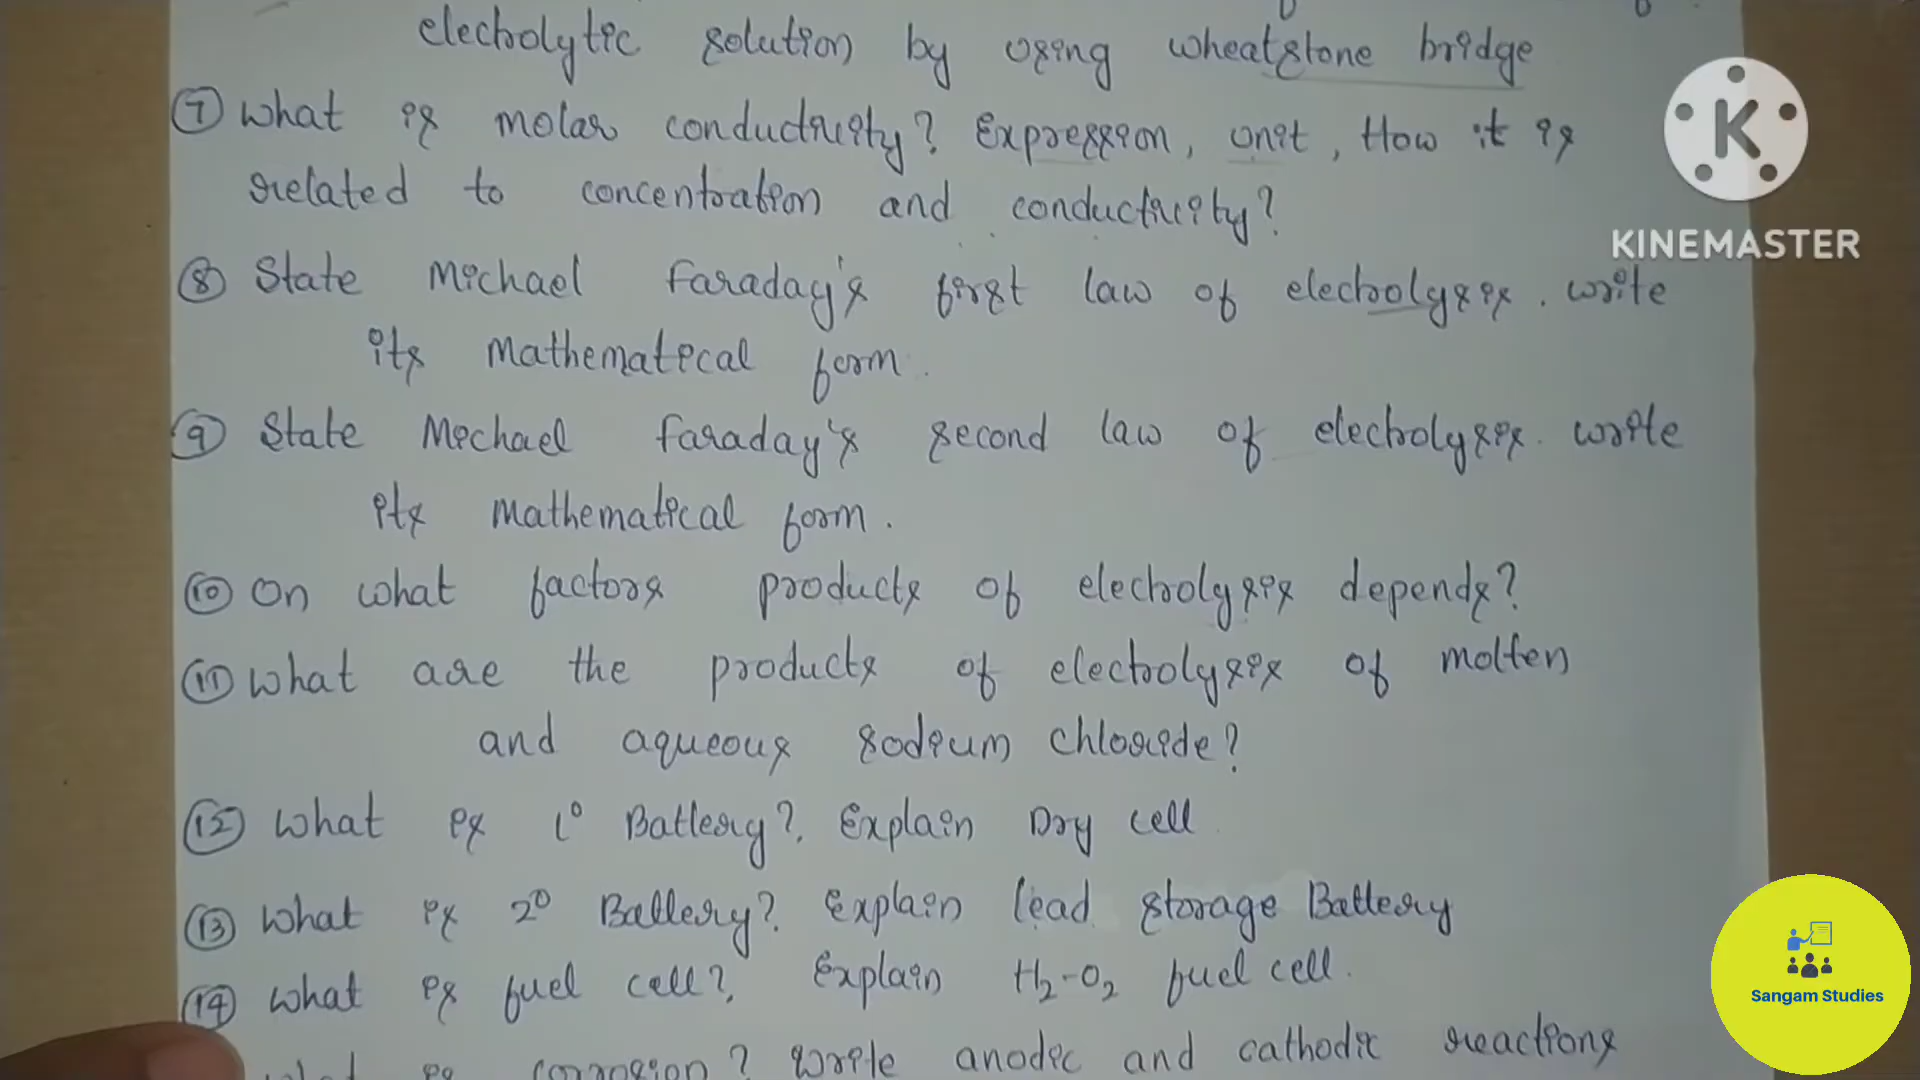 electrolytic solution by using wheatstone bridge
⑦ What is molar conductivity? Expression, unit, How it is
related to concentration and conductivity?
⑧ State Michael Faraday's first law of electrolysis. write
its mathematical form.
⑨ State Michael Faraday's second law of electrolysis. write
its mathematical form.
⑩ On what factors products of electrolysis depends?
⑪ What are the products of electrolysis of molten
and aqueous sodium chloride?
⑫ What is 1° Battery?. Explain Dry cell
⑬ What is 2° Battery? Explain lead storage Battery
⑭ What is fuel cell?. Explain H₂-O₂ fuel cell.
What is corrosion? Write anodic and cathodic reactions
KINEMASTER
Sangam Studies